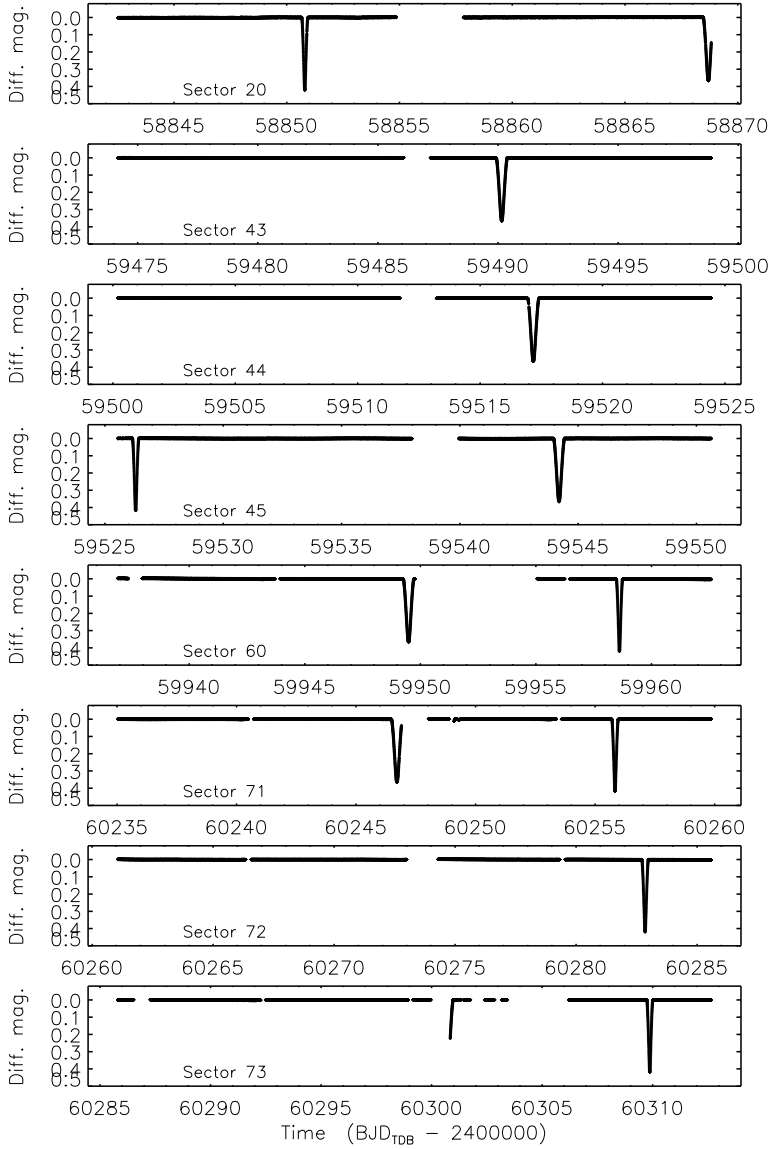 Diff. mag.
0.0
0.1
0.2
0.3
0.4
0.5
Sector 20
58845 58850 58855 58860 58865 58870
Diff. mag.
0.0
0.1
0.2
0.3
0.4
0.5
Sector 43
59475 59480 59485 59490 59495 59500
Diff. mag.
0.0
0.1
0.2
0.3
0.4
0.5
Sector 44
59500 59505 59510 59515 59520 59525
Diff. mag.
0.0
0.1
0.2
0.3
0.4
0.5
Sector 45
59525 59530 59535 59540 59545 59550
Diff. mag.
0.0
0.1
0.2
0.3
0.4
0.5
Sector 60
59940 59945 59950 59955 59960
Diff. mag.
0.0
0.1
0.2
0.3
0.4
0.5
Sector 71
60235 60240 60245 60250 60255 60260
Diff. mag.
0.0
0.1
0.2
0.3
0.4
0.5
Sector 72
60260 60265 60270 60275 60280 60285
Diff. mag.
0.0
0.1
0.2
0.3
0.4
0.5
Sector 73
60285 60290 60295 60300 60305 60310
Time (BJD_TDB − 2400000)